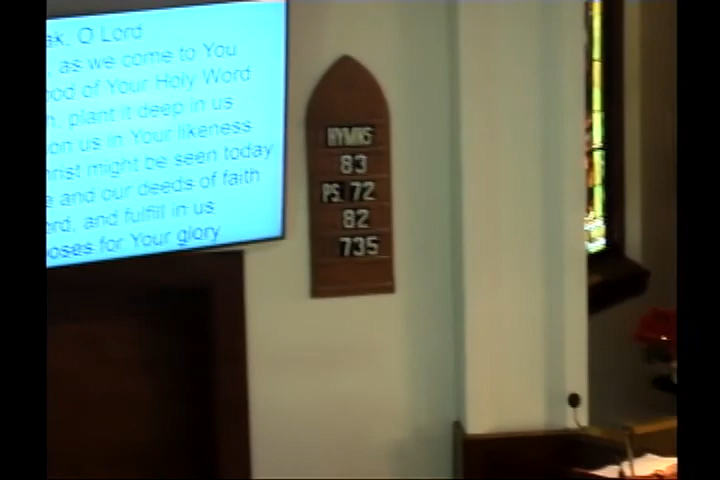 ak, O Lord
, as we come to You
ood of Your Holy Word
h, plant it deep in us
on us in Your likeness
hrist might be seen today
e and our deeds of faith
ord, and fulfill in us
oses for Your glory
HYMNS
83
PS. 72
82
735